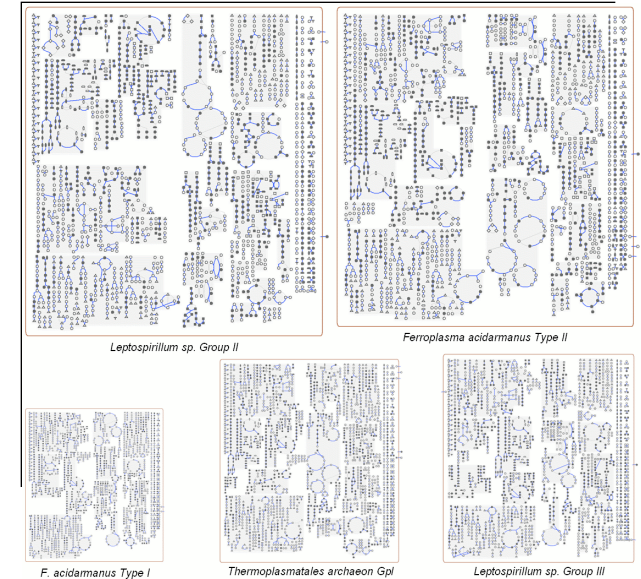 Leptospirillum sp. Group II
Ferroplasma acidarmanus Type II
F. acidarmanus Type I
Thermoplasmatales archaeon Gpl
Leptospirillum sp. Group III